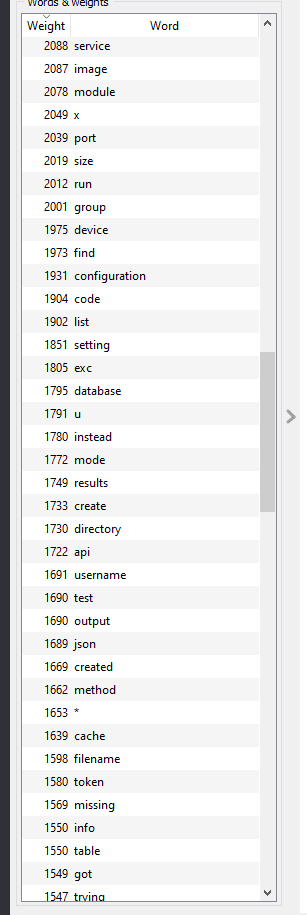 Words & weights
Weight Word
2088 service
2087 image
2078 module
2049 x
2039 port
2019 size
2012 run
2001 group
1975 device
1973 find
1931 configuration
1904 code
1902 list
1851 setting
1805 exc
1795 database
1791 u
1780 instead
1772 mode
1749 results
1733 create
1730 directory
1722 api
1691 username
1690 test
1690 output
1689 json
1669 created
1662 method
1653 *
1639 cache
1598 filename
1580 token
1569 missing
1550 info
1550 table
1549 got
1547 trying